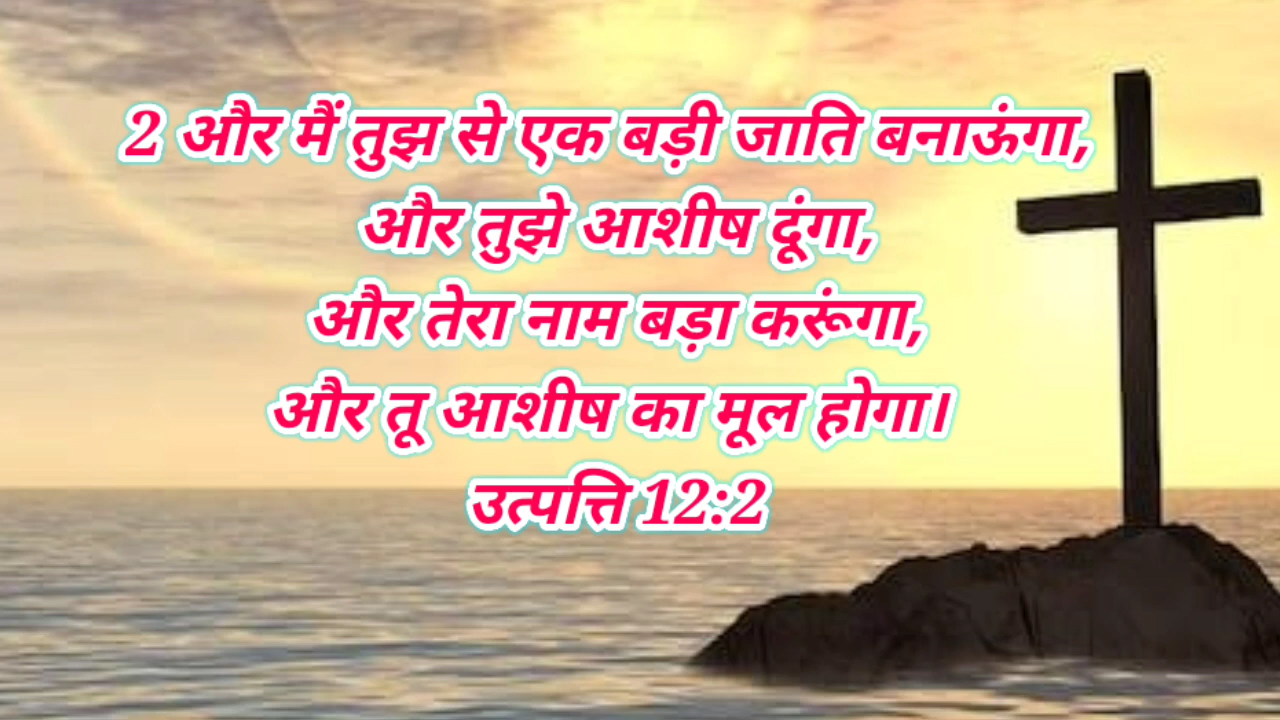 2 और मैं तुझ से एक बड़ी जाति बनाऊंगा,
और तुझे आशीष दूंगा,
और तेरा नाम बड़ा करूंगा,
और तू आशीष का मूल होगा।
उत्पत्ति 12:2